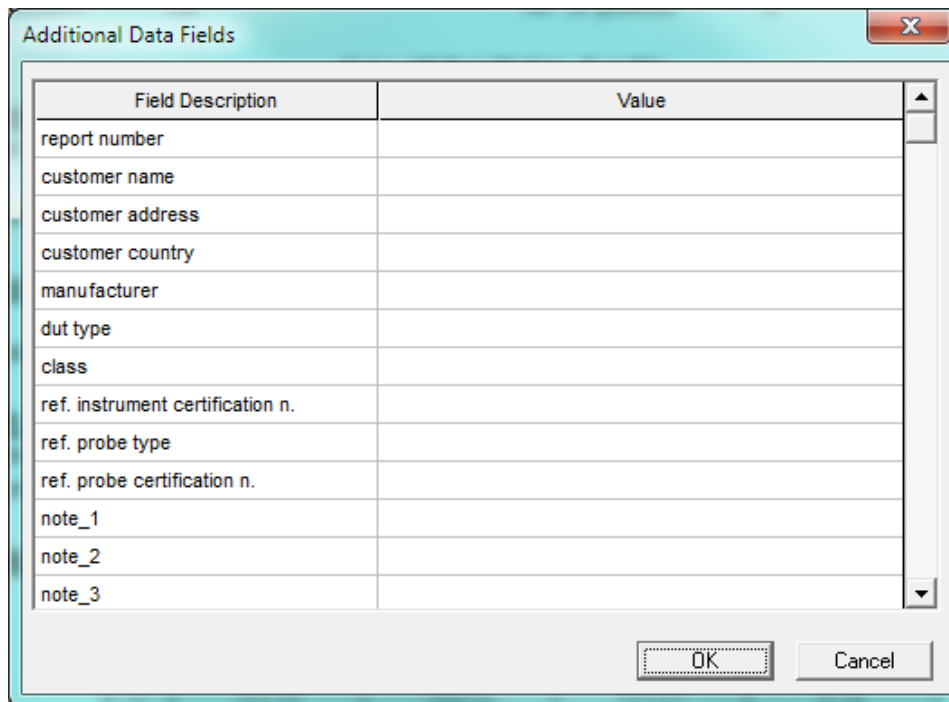 Additional Data Fields
Field Description Value
report number
customer name
customer address
customer country
manufacturer
dut type
class
ref. instrument certification n.
ref. probe type
ref. probe certification n.
note_1
note_2
note_3
OK Cancel